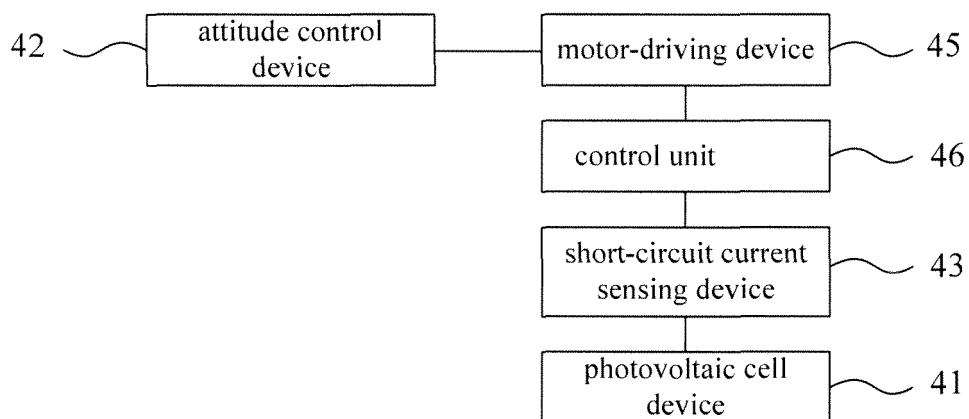 42
attitude control
device
motor-driving device
45
control unit
46
short-circuit current
sensing device
43
photovoltaic cell
device
41